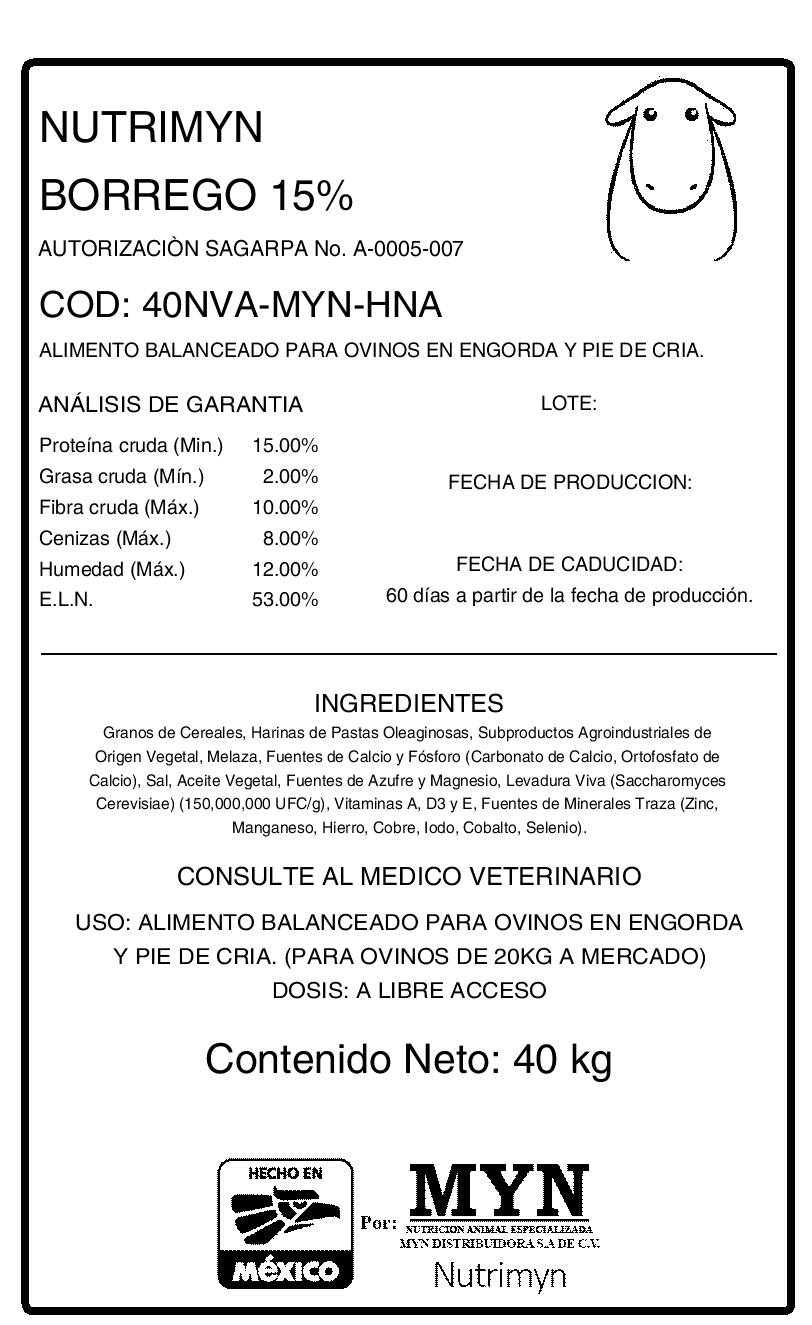 NUTRIMYN
BORREGO 15%
AUTORIZACIÒN SAGARPA No. A-0005-007
COD: 40NVA-MYN-HNA
ALIMENTO BALANCEADO PARA OVINOS EN ENGORDA Y PIE DE CRIA.
ANÁLISIS DE GARANTIA
Proteína cruda (Min.) 15.00%
Grasa cruda (Mín.) 2.00%
Fibra cruda (Máx.) 10.00%
Cenizas (Máx.) 8.00%
Humedad (Máx.) 12.00%
E.L.N. 53.00%
LOTE:
FECHA DE PRODUCCION:
FECHA DE CADUCIDAD:
60 días a partir de la fecha de producción.
INGREDIENTES
Granos de Cereales, Harinas de Pastas Oleaginosas, Subproductos Agroindustriales de
Origen Vegetal, Melaza, Fuentes de Calcio y Fósforo (Carbonato de Calcio, Ortofosfato de
Calcio), Sal, Aceite Vegetal, Fuentes de Azufre y Magnesio, Levadura Viva (Saccharomyces
Cerevisiae) (150,000,000 UFC/g), Vitaminas A, D3 y E, Fuentes de Minerales Traza (Zinc,
Manganeso, Hierro, Cobre, Iodo, Cobalto, Selenio).
CONSULTE AL MEDICO VETERINARIO
USO: ALIMENTO BALANCEADO PARA OVINOS EN ENGORDA
Y PIE DE CRIA. (PARA OVINOS DE 20KG A MERCADO)
DOSIS: A LIBRE ACCESO
Contenido Neto: 40 kg
HECHO EN
MéXICO
Por:
MYN
NUTRICION ANIMAL ESPECIALIZADA
MYN DISTRIBUIDORA S.A DE C.V.
Nutrimyn